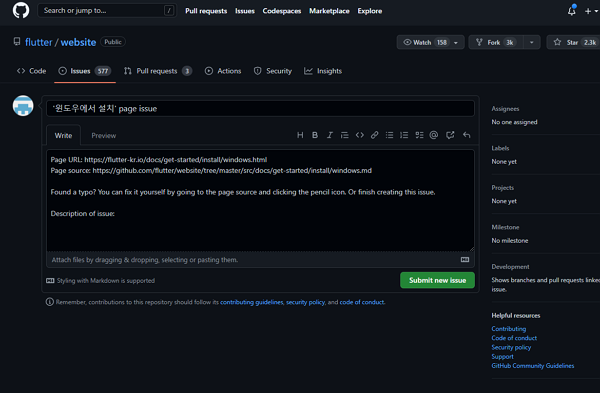 Search or jump to...
/
Pull requests
Issues
Codespaces
Marketplace
Explore
flutter / website
Public
Watch 158
Fork 3k
Star 2.3k
Code
Issues 577
Pull requests 3
Actions
Security
Insights
'윈도우에서 설치' page issue
Write
Preview
Page URL: https://flutter-kr.io/docs/get-started/install/windows.html
Page source: https://github.com/flutter/website/tree/master/src/docs/get-started/install/windows.md
Found a typo? You can fix it yourself by going to the page source and clicking the pencil icon. Or finish creating this issue.
Description of issue:
Attach files by dragging & dropping, selecting or pasting them.
Styling with Markdown is supported
Submit new issue
Remember, contributions to this repository should follow its contributing guidelines, security policy, and code of conduct.
Assignees
No one assigned
Labels
None yet
Projects
None yet
Milestone
No milestone
Development
Shows branches and pull requests linked
issue.
Helpful resources
Contributing
Code of conduct
Security policy
Support
GitHub Community Guidelines